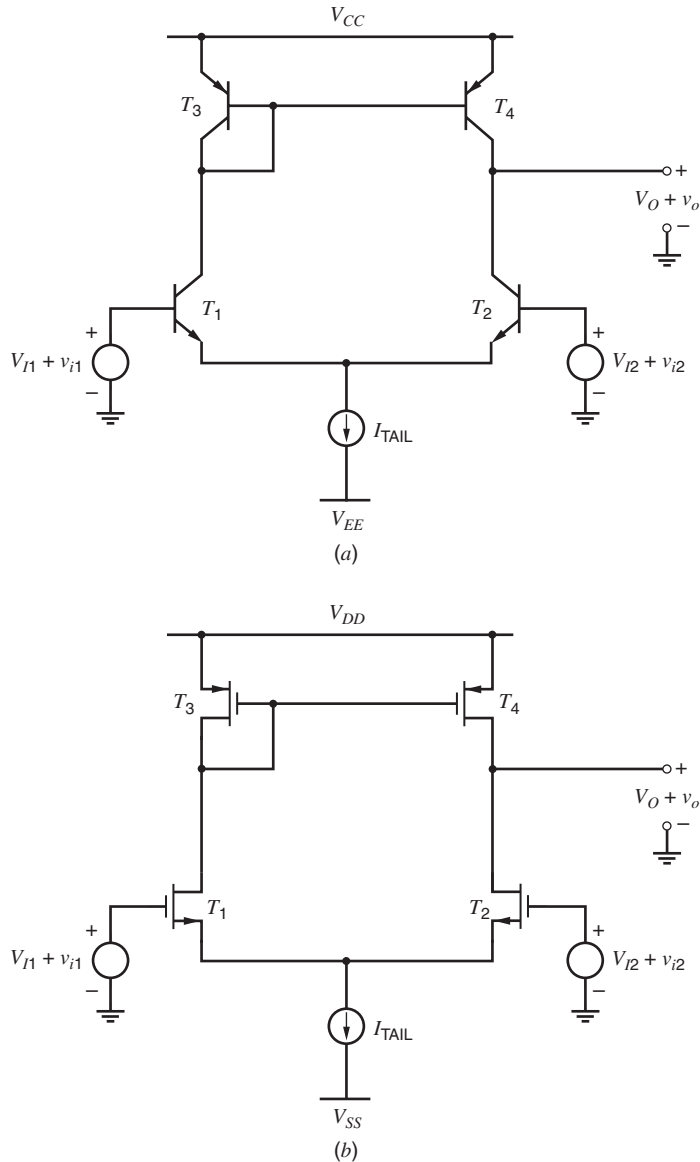 V_CC
T_3
T_4
+
V_O + v_o
−
T_1
T_2
+
V_I1 + v_i1
−
+
V_I2 + v_i2
−
I_TAIL
V_EE
(a)
V_DD
T_3
T_4
+
V_O + v_o
−
T_1
T_2
+
V_I1 + v_i1
−
+
V_I2 + v_i2
−
I_TAIL
V_SS
(b)